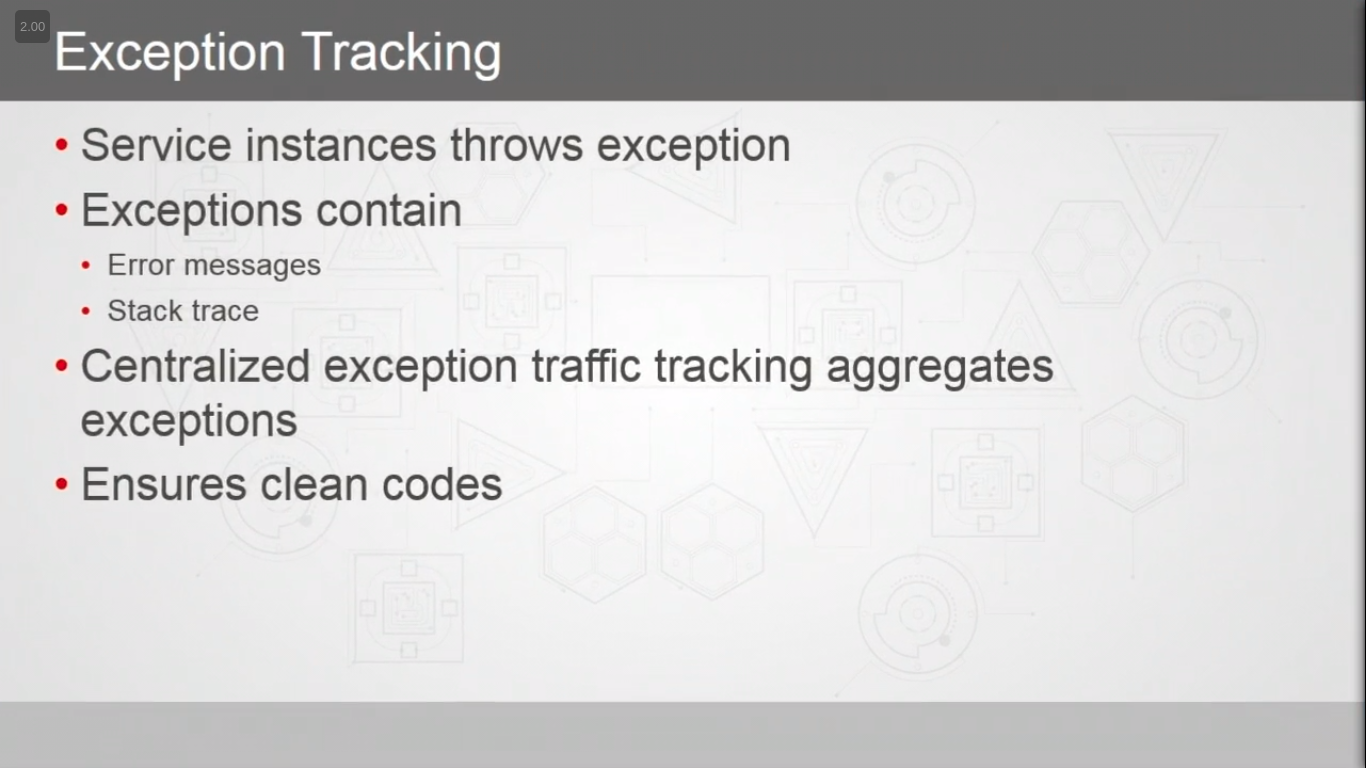 2.00
Exception Tracking
• Service instances throws exception
• Exceptions contain
• Error messages
• Stack trace
• Centralized exception traffic tracking aggregates
exceptions
• Ensures clean codes